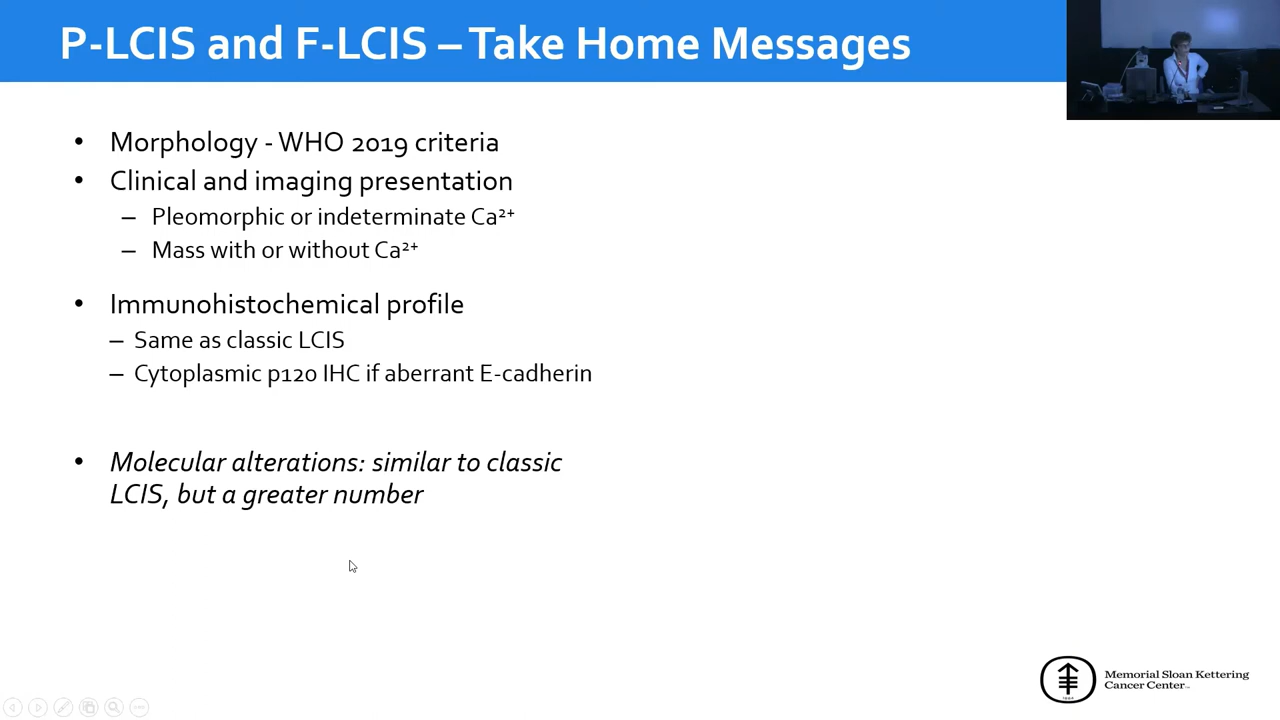 P-LCIS and F-LCIS – Take Home Messages
• Morphology - WHO 2019 criteria
• Clinical and imaging presentation
– Pleomorphic or indeterminate Ca²⁺
– Mass with or without Ca²⁺
• Immunohistochemical profile
– Same as classic LCIS
– Cytoplasmic p120 IHC if aberrant E-cadherin
• Molecular alterations: similar to classic
LCIS, but a greater number
Memorial Sloan Kettering
Cancer Center